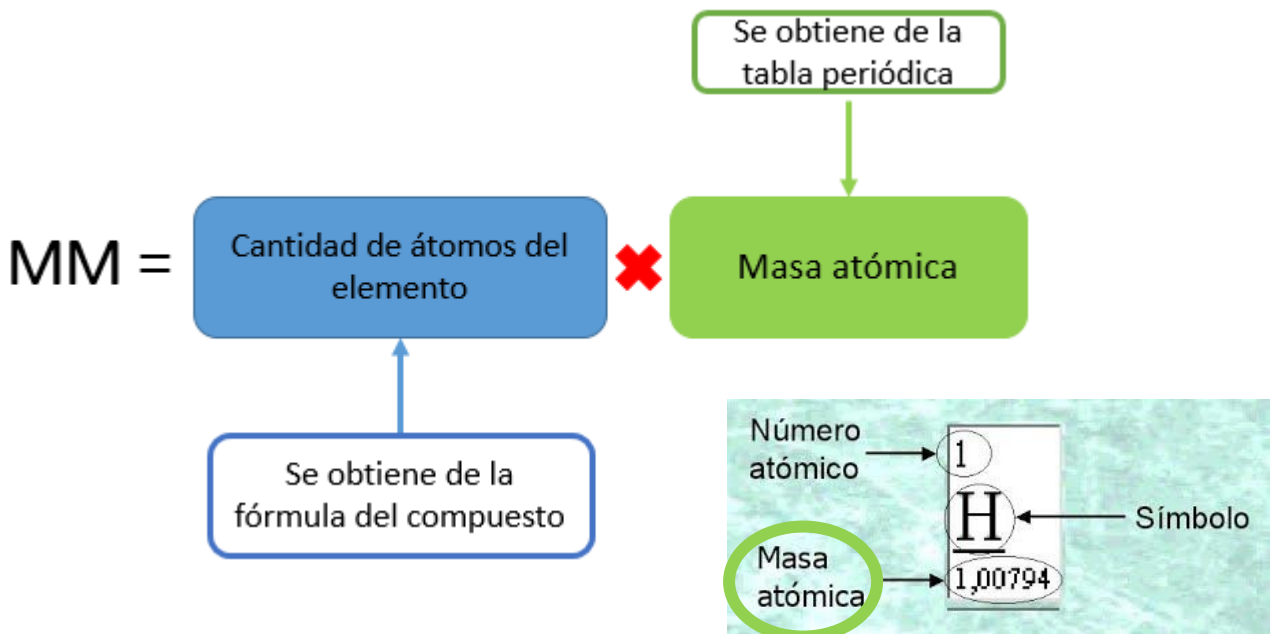 Se obtiene de la
tabla periódica
MM =
Cantidad de átomos del
elemento
Masa atómica
Se obtiene de la
fórmula del compuesto
Número
atómico
1
H
Símbolo
Masa
atómica
1,00794